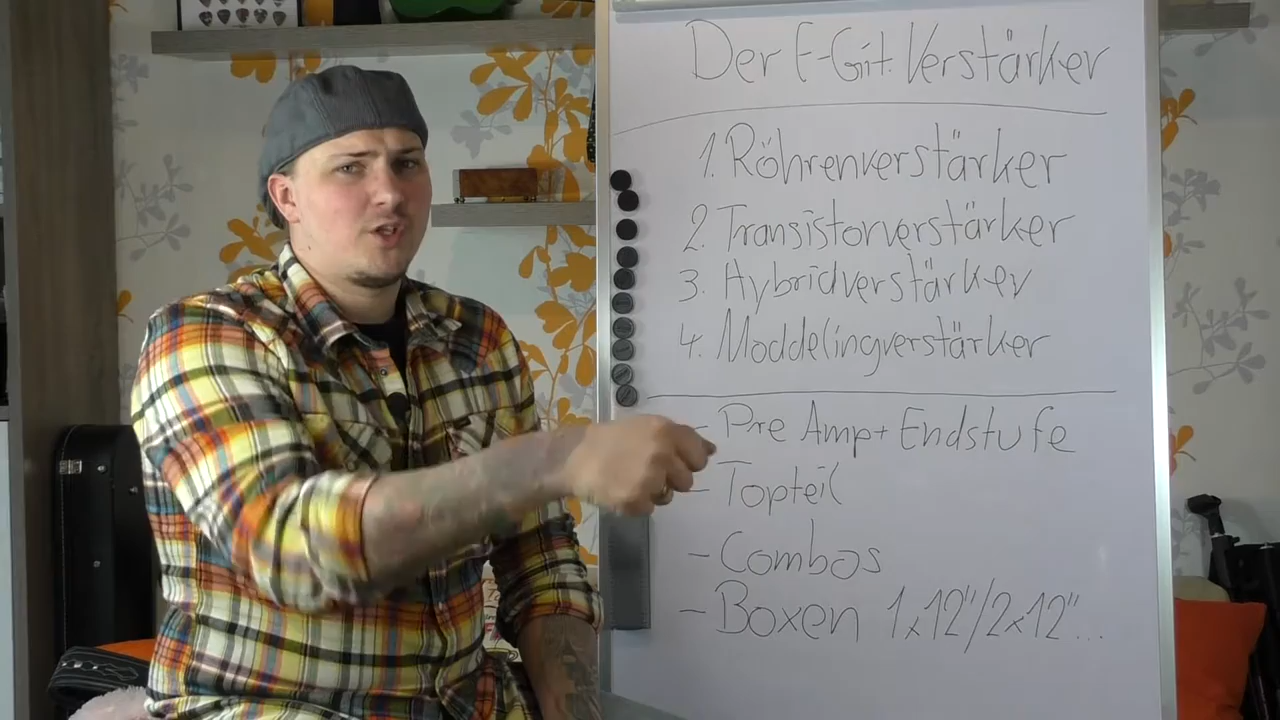 Der E-Git. Verstärker
1. Röhrenverstärker
2. Transistorverstärker
3. Hybridverstärker
4. Moddelingverstärker
- Pre Amp + Endstufe
- Topteil
- Combos
- Boxen 1x12"/2x12"...